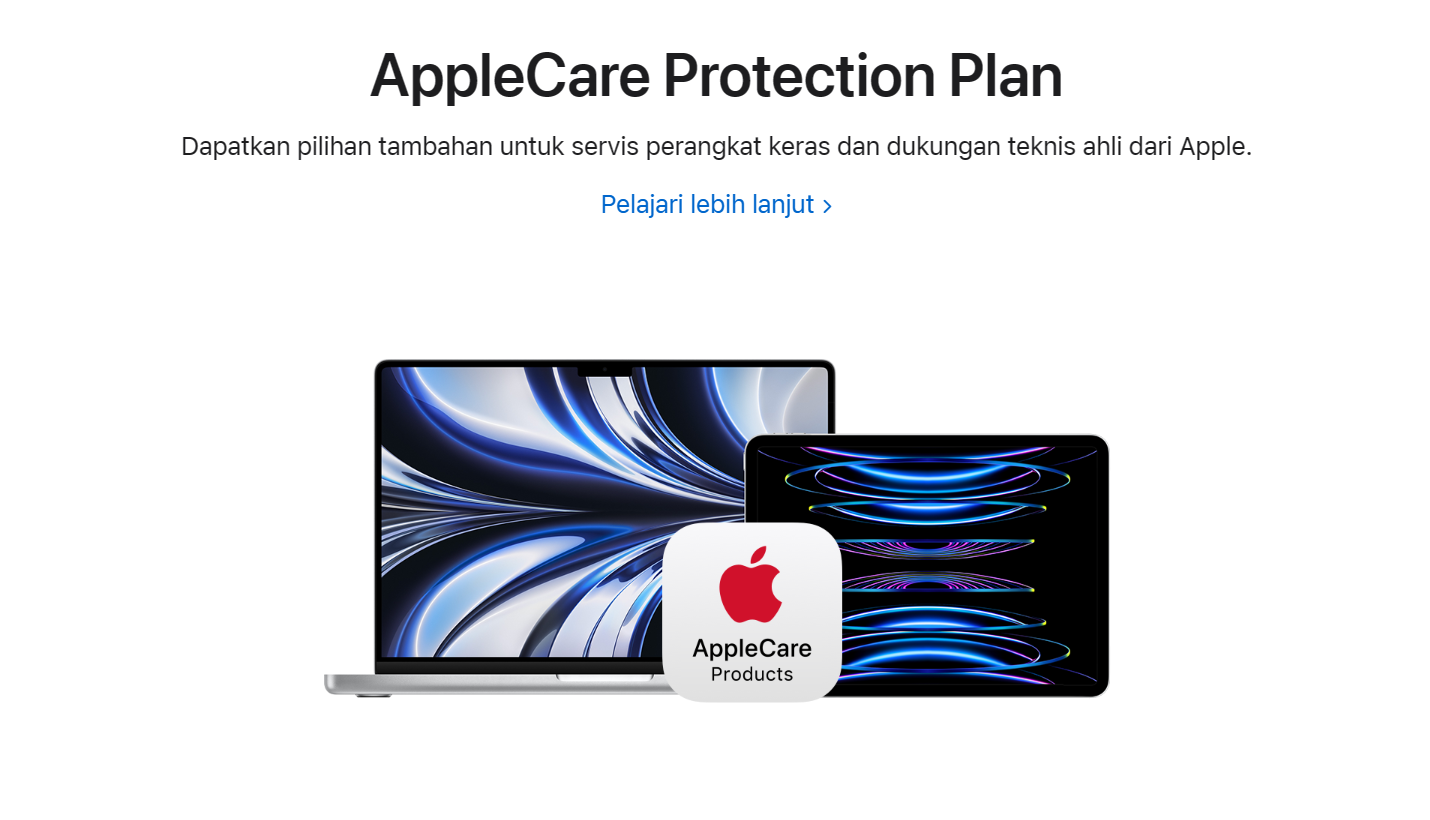 AppleCare Protection Plan
Dapatkan pilihan tambahan untuk servis perangkat keras dan dukungan teknis ahli dari Apple.
Pelajari lebih lanjut >
AppleCare
Products